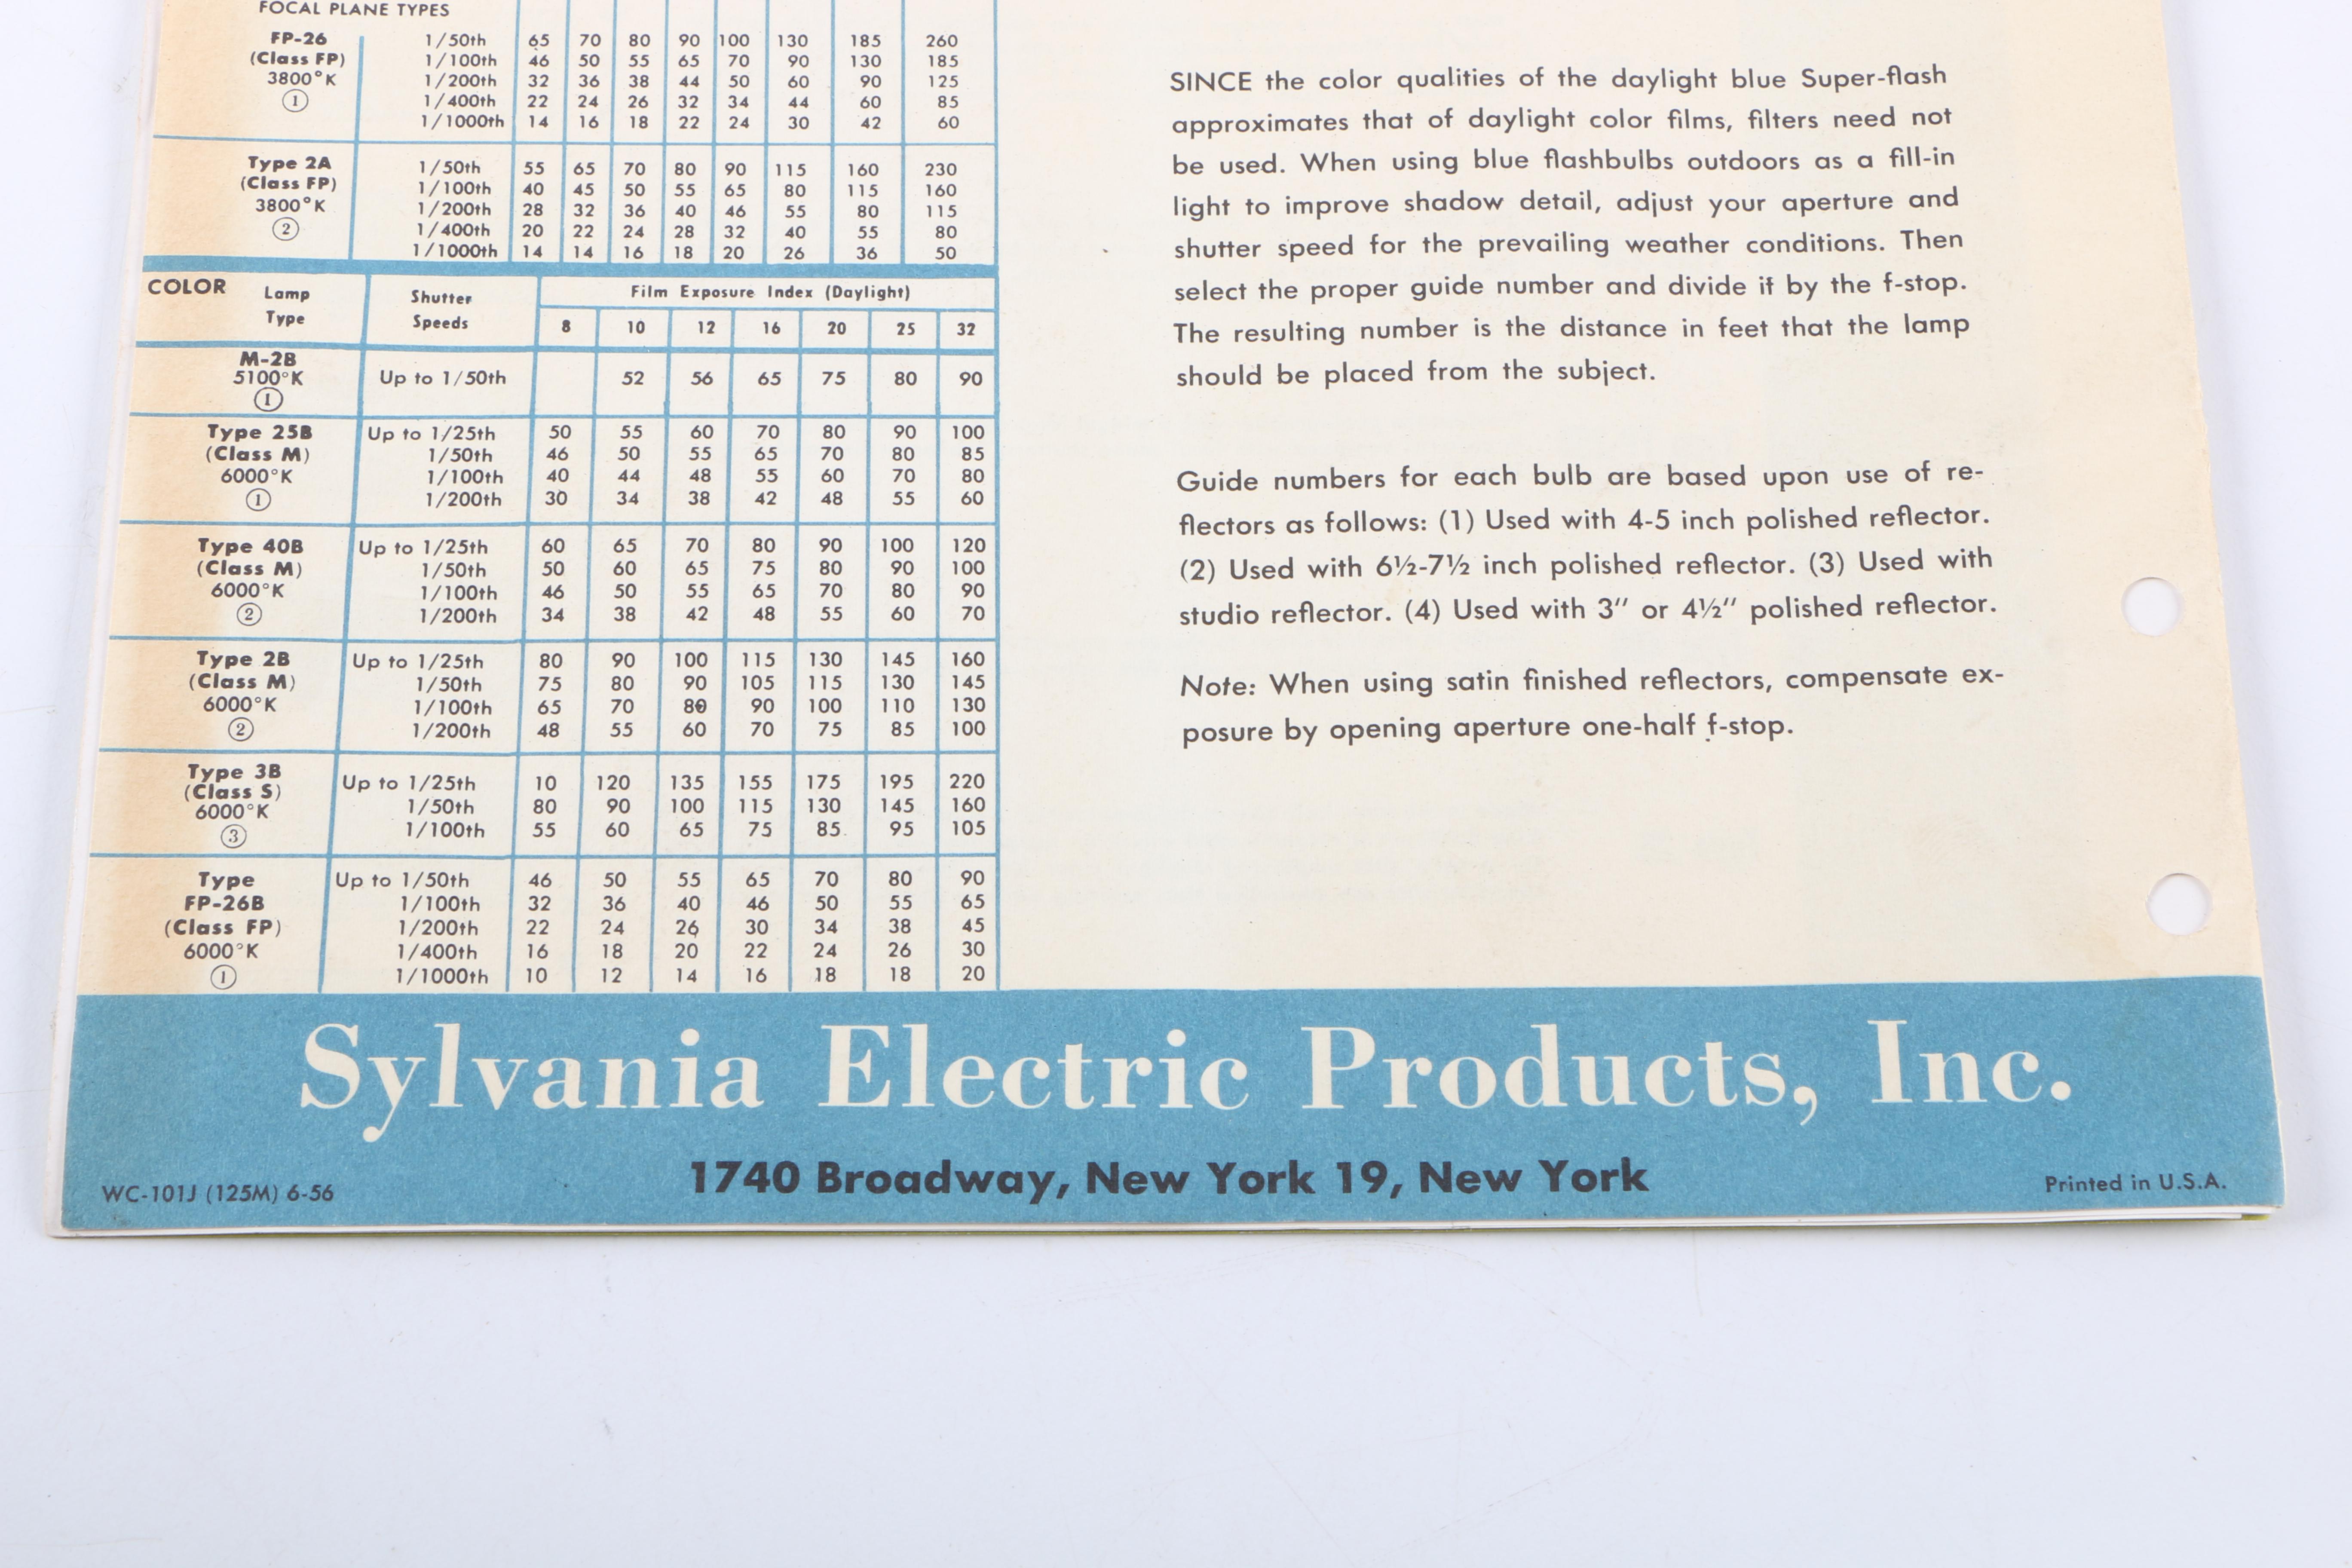 FOCAL PLANE TYPES
FP-26 1/50th 65 70 80 90 100 130 185 260
(Class FP) 1/100th 46 50 55 65 70 90 130 185
3800°K 1/200th 32 36 38 44 50 60 90 125
① 1/400th 22 24 26 32 34 44 60 85
1/1000th 14 16 18 22 24 30 42 60
Type 2A 1/50th 55 65 70 80 90 115 160 230
(Class FP) 1/100th 40 45 50 55 65 80 115 160
3800°K 1/200th 28 32 36 40 46 55 80 115
② 1/400th 20 22 24 28 32 40 55 80
1/1000th 14 14 16 18 20 26 36 50
COLOR Lamp Type Shutter Speeds Film Exposure Index (Daylight)
8 10 12 16 20 25 32
M-2B
5100°K Up to 1/50th 52 56 65 75 80 90
①
Type 25B Up to 1/25th 50 55 60 70 80 90 100
(Class M) 1/50th 46 50 55 65 70 80 85
6000°K 1/100th 40 44 48 55 60 70 80
① 1/200th 30 34 38 42 48 55 60
Type 40B Up to 1/25th 60 65 70 80 90 100 120
(Class M) 1/50th 50 60 65 75 80 90 100
6000°K 1/100th 46 50 55 65 70 80 90
② 1/200th 34 38 42 48 55 60 70
Type 2B Up to 1/25th 80 90 100 115 130 145 160
(Class M) 1/50th 75 80 90 105 115 130 145
6000°K 1/100th 65 70 80 90 100 110 130
② 1/200th 48 55 60 70 75 85 100
Type 3B Up to 1/25th 10 120 135 155 175 195 220
(Class S) 1/50th 80 90 100 115 130 145 160
6000°K 1/100th 55 60 65 75 85 95 105
③
Type Up to 1/50th 46 50 55 65 70 80 90
FP-26B 1/100th 32 36 40 46 50 55 65
(Class FP) 1/200th 22 24 26 30 34 38 45
6000°K 1/400th 16 18 20 22 24 26 30
① 1/1000th 10 12 14 16 18 18 20
SINCE the color qualities of the daylight blue Super-flash
approximates that of daylight color films, filters need not
be used. When using blue flashbulbs outdoors as a fill-in
light to improve shadow detail, adjust your aperture and
shutter speed for the prevailing weather conditions. Then
select the proper guide number and divide if by the f-stop.
The resulting number is the distance in feet that the lamp
should be placed from the subject.
Guide numbers for each bulb are based upon use of re-
flectors as follows: (1) Used with 4-5 inch polished reflector.
(2) Used with 6½-7½ inch polished reflector. (3) Used with
studio reflector. (4) Used with 3″ or 4½″ polished reflector.
Note: When using satin finished reflectors, compensate ex-
posure by opening aperture one-half f-stop.
Sylvania Electric Products, Inc.
1740 Broadway, New York 19, New York
WC-101J (125M) 6-56
Printed in U.S.A.